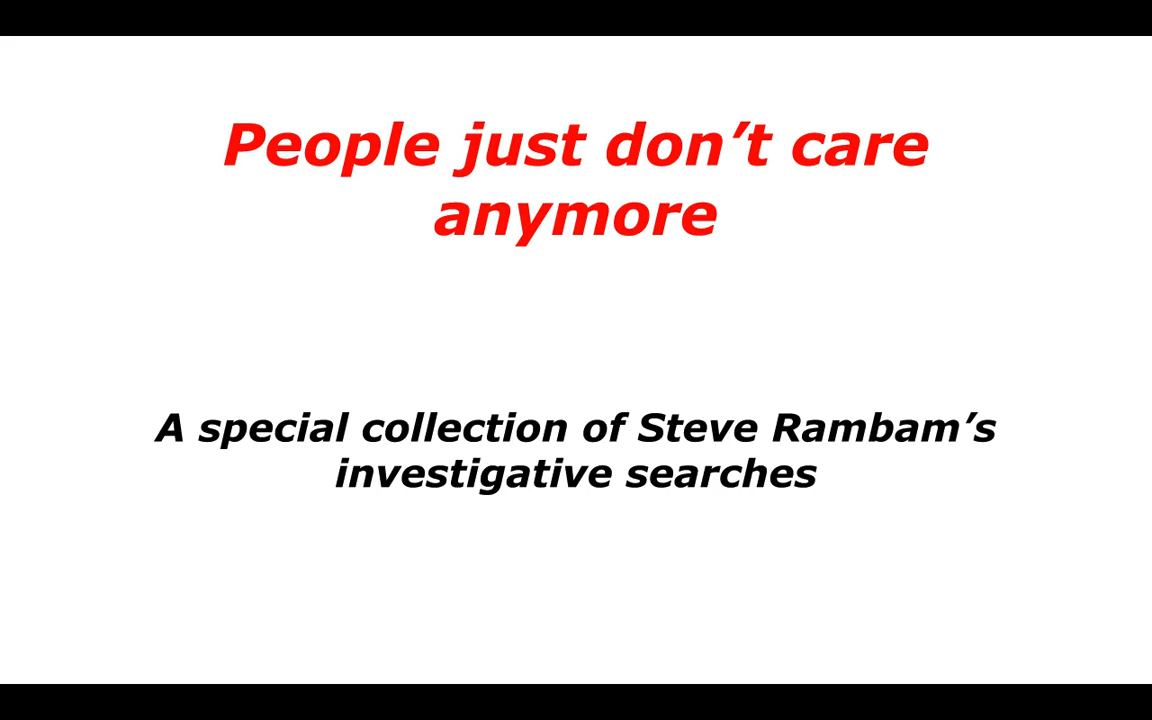 People just don’t care
anymore
A special collection of Steve Rambam’s
investigative searches